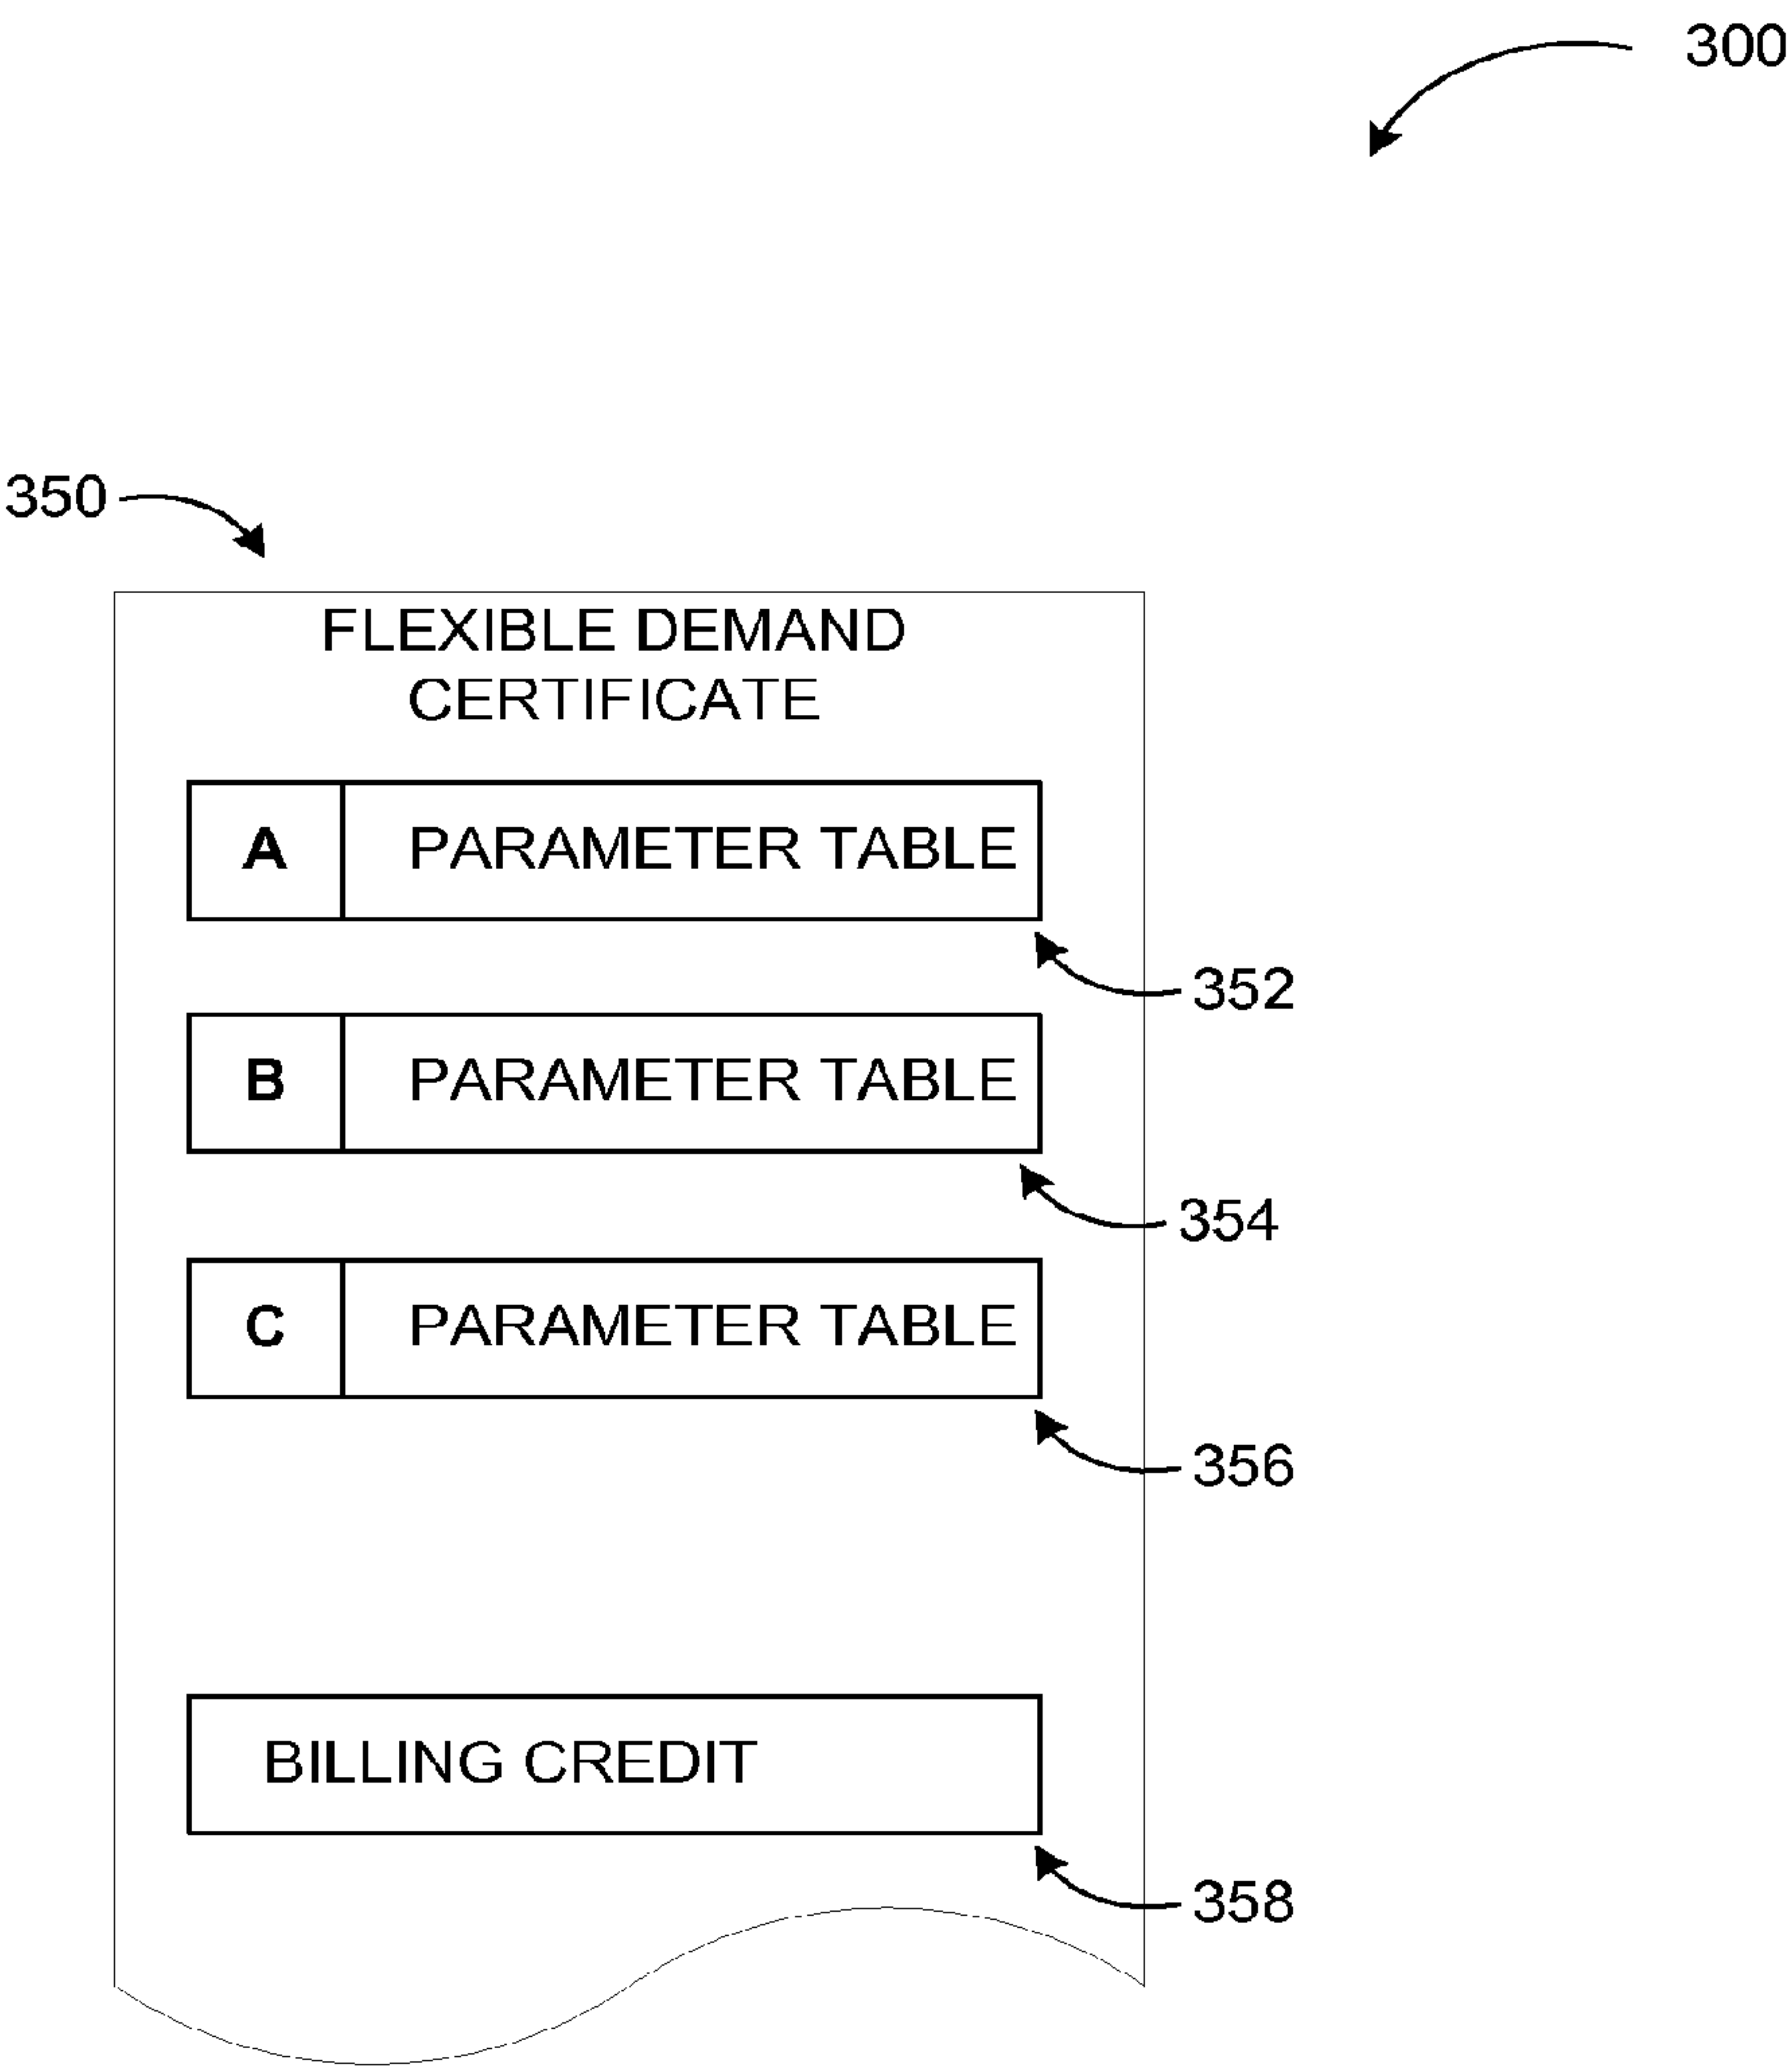 300
350
FLEXIBLE DEMAND
CERTIFICATE
A PARAMETER TABLE
352
B PARAMETER TABLE
354
C PARAMETER TABLE
356
BILLING CREDIT
358